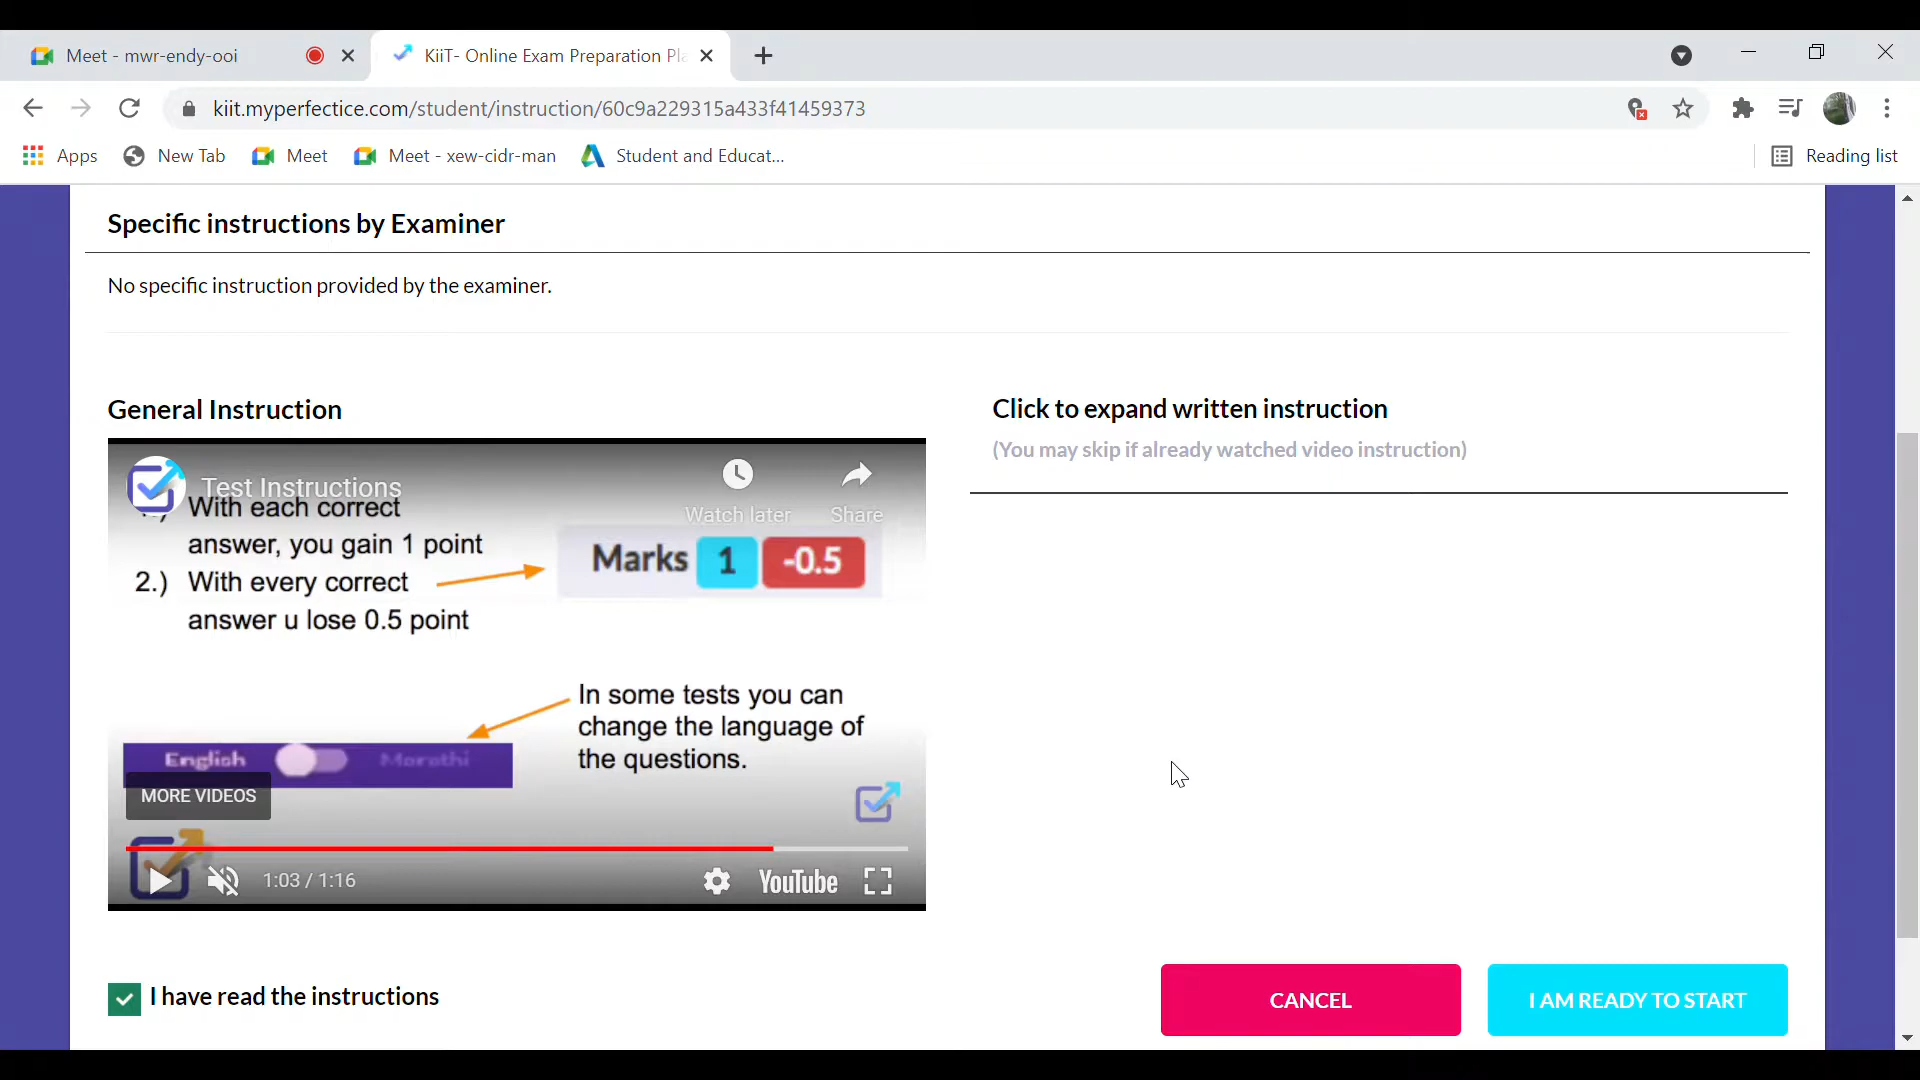 Meet - mwr-endy-ooi
KiiT- Online Exam Preparation Pla
kiit.myperfectice.com/student/instruction/60c9a229315a433f41459373
Apps
New Tab
Meet
Meet - xew-cidr-man
Student and Educat...
Reading list
Specific instructions by Examiner
No specific instruction provided by the examiner.
General Instruction
Click to expand written instruction
(You may skip if already watched video instruction)
Test Instructions
Watch later
Share
With each correct
answer, you gain 1 point
2.) With every correct
answer u lose 0.5 point
Marks 1 -0.5
In some tests you can
change the language of
the questions.
English
Marathi
MORE VIDEOS
1:03 / 1:16
YouTube
I have read the instructions
CANCEL
I AM READY TO START